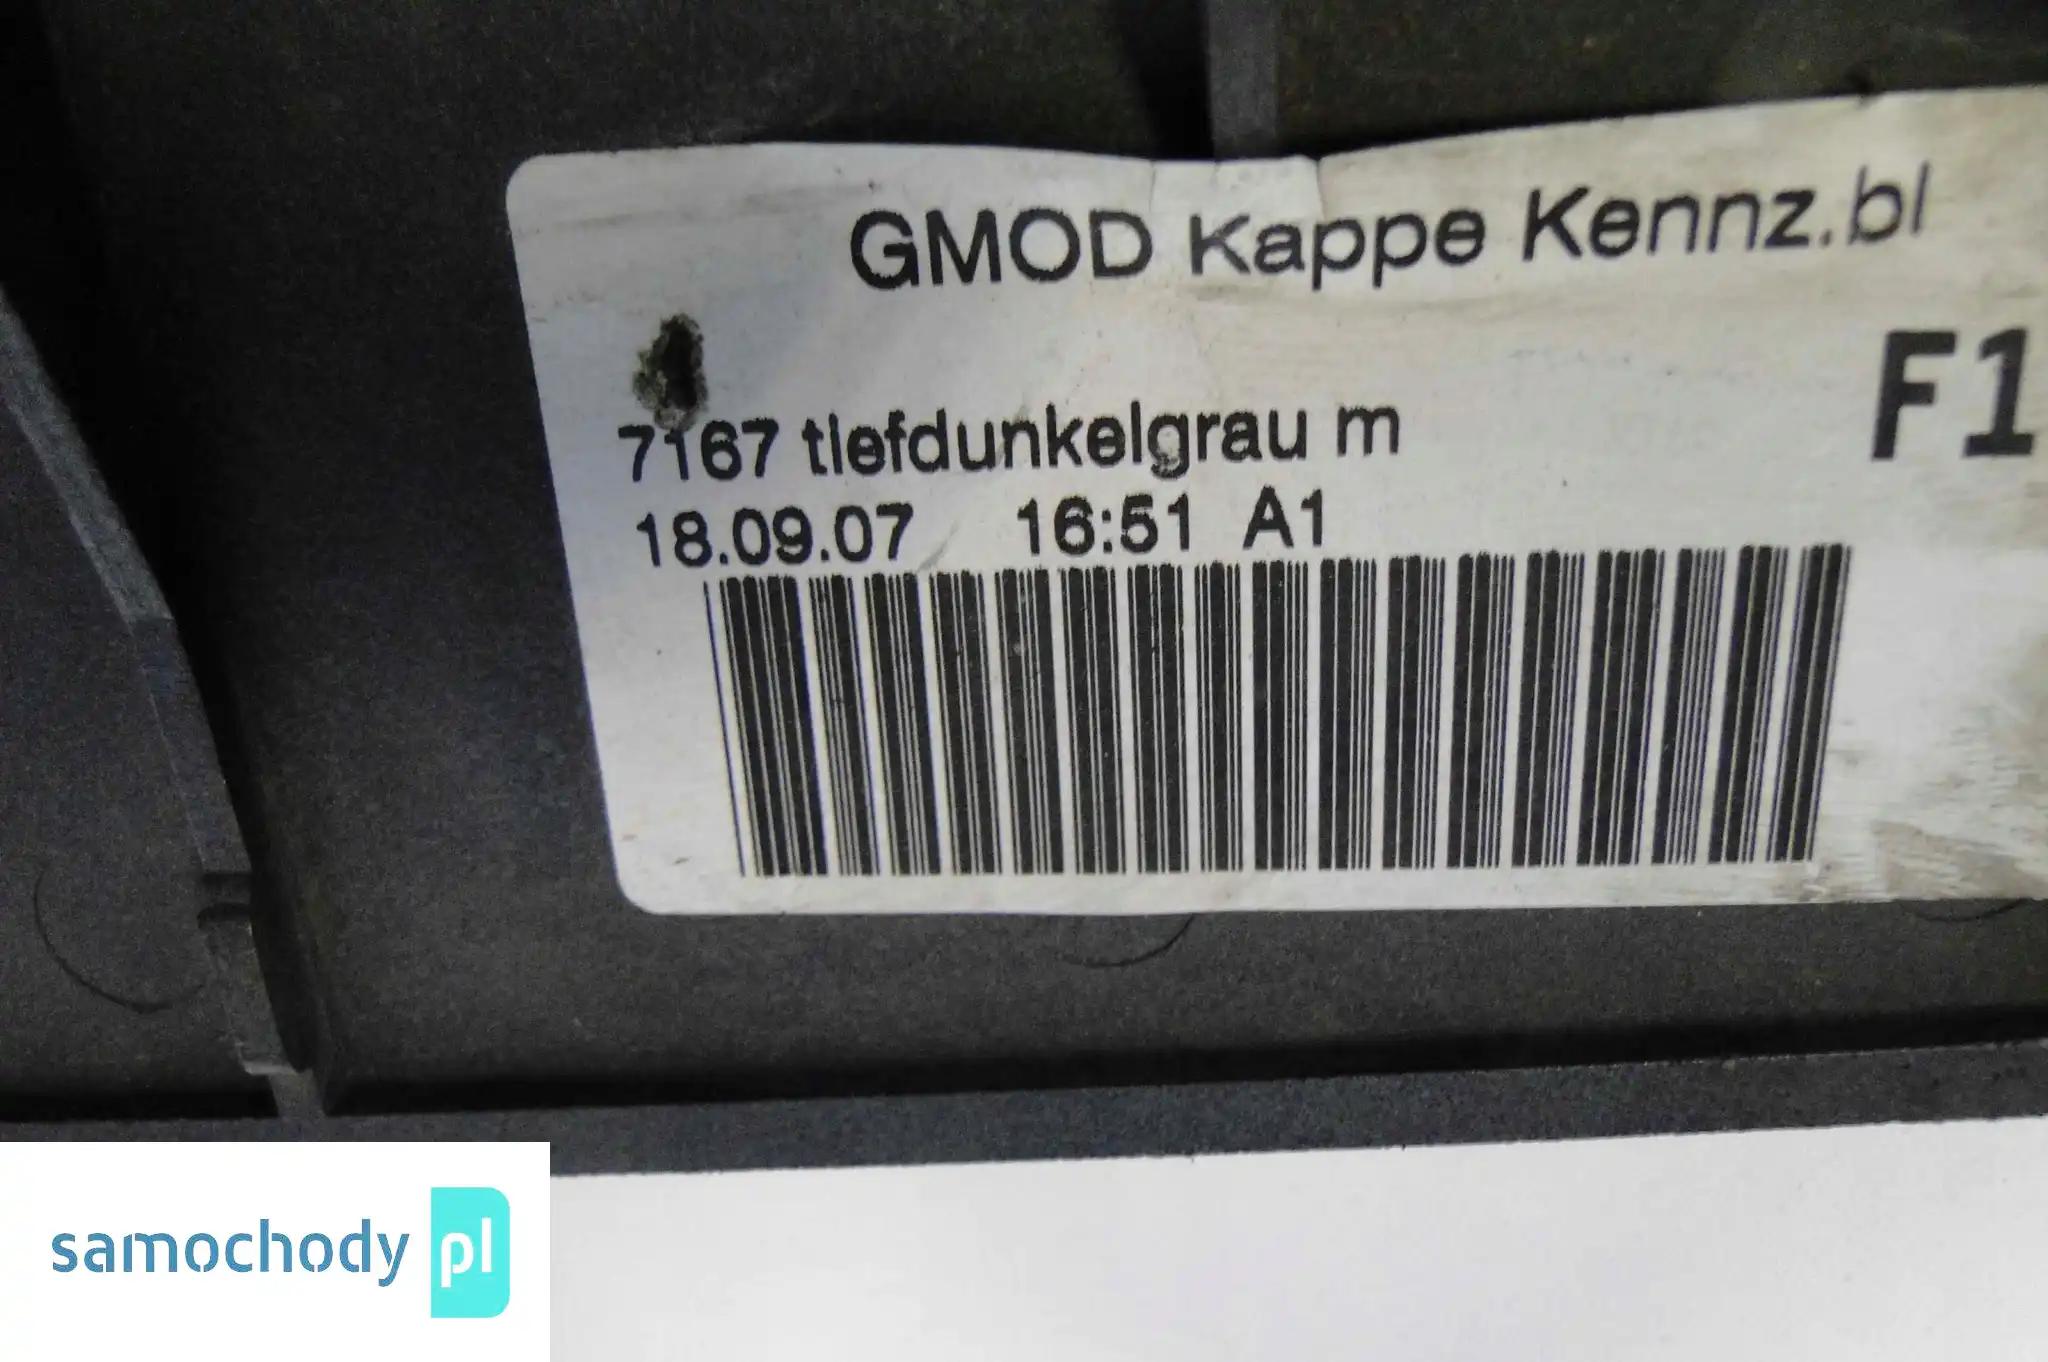 GMOD Kappe Kennz.bl
F1
7167 tiefdunkelgrau m
18.09.07 16:51 A1
samochody pl